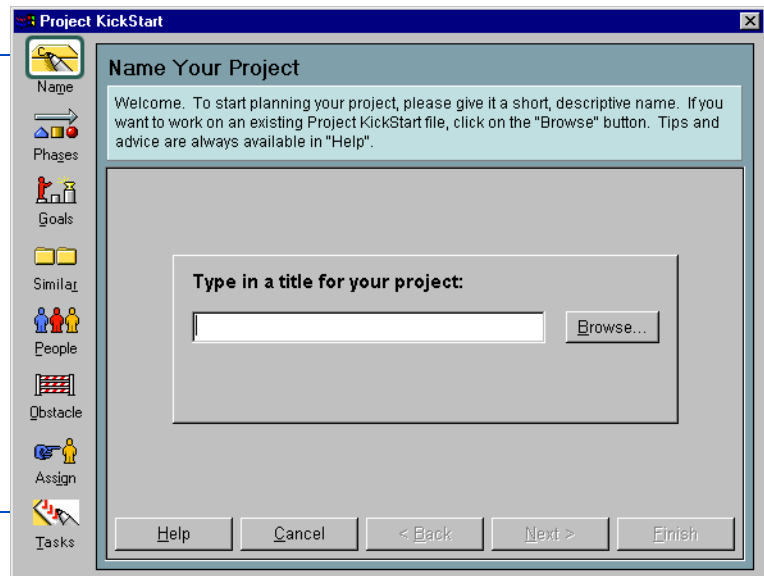 Project KickStart
Name
Phases
Goals
Similar
People
Obstacle
Assign
Tasks
Name Your Project
Welcome. To start planning your project, please give it a short, descriptive name. If you
want to work on an existing Project KickStart file, click on the "Browse" button. Tips and
advice are always available in "Help".
Type in a title for your project:
Browse...
Help
Cancel
< Back
Next >
Finish